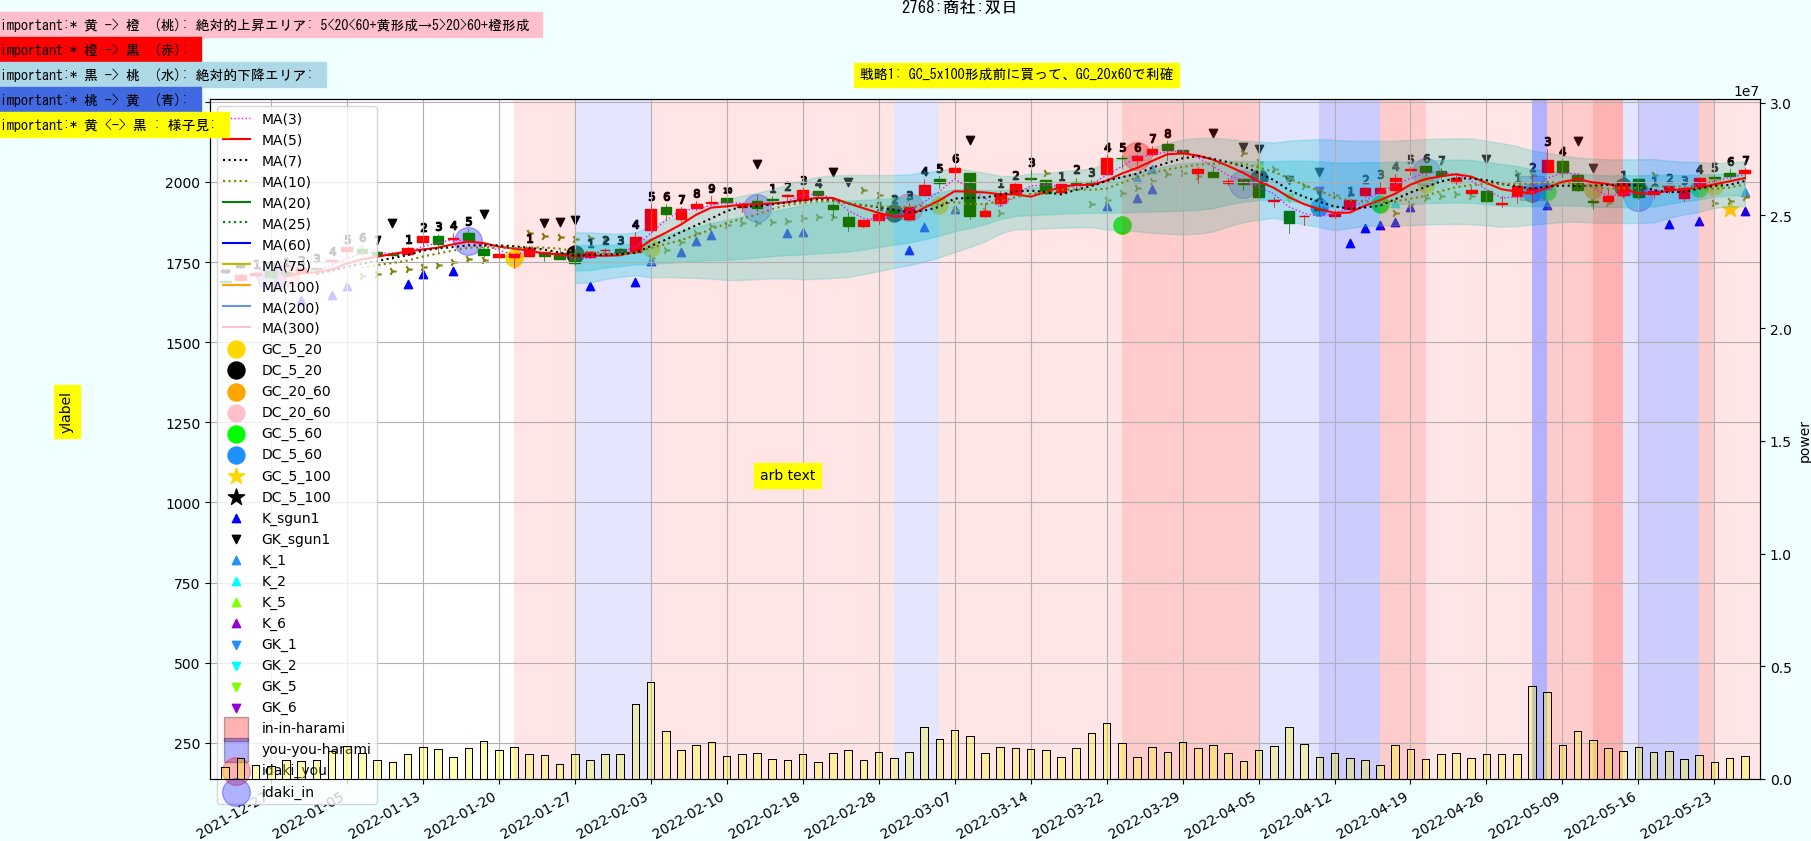 2768:商社:双日
important:* 黄 -> 橙 (桃): 絶対的上昇エリア: 5<20<60+黄形成→5>20>60+橙形成
important:* 橙 -> 黒 (赤):
important:* 黒 -> 桃 (水): 絶対的下降エリア:
戦略1: GC_5x100形成前に買って、GC_20x60で利確
important:* 桃 -> 黄 (青):
important:* 黄 <-> 黒 : 様子見:
1e7
MA(3)
MA(5)
MA(7)
MA(10)
MA(20)
MA(25)
MA(60)
MA(75)
MA(100)
MA(200)
MA(300)
GC_5_20
DC_5_20
GC_20_60
DC_20_60
GC_5_60
DC_5_60
GC_5_100
DC_5_100
K_sgun1
GK_sgun1
K_1
K_2
K_5
K_6
GK_1
GK_2
GK_5
GK_6
in-in-harami
you-you-harami
idaki_you
idaki_in
2000
1750
1500
1250
1000
750
500
250
ylabel
arb text
3.0
2.5
2.0
1.5
1.0
0.5
0.0
power
2021-12-27
2022-01-05
2022-01-13
2022-01-20
2022-01-27
2022-02-03
2022-02-10
2022-02-18
2022-02-28
2022-03-07
2022-03-14
2022-03-22
2022-03-29
2022-04-05
2022-04-12
2022-04-19
2022-04-26
2022-05-09
2022-05-16
2022-05-23